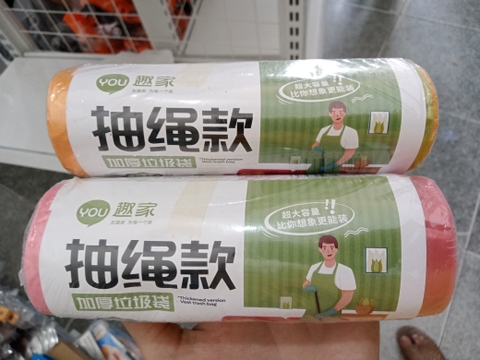 YOU 趣家
抽绳款
加厚垃圾袋
"Thickened version
Vest trash bag
超大容量!!
比你想象更能装
YOU 趣家
抽绳款
加厚垃圾袋
"Thickened version
Vest trash bag
超大容量!!
比你想象更能装